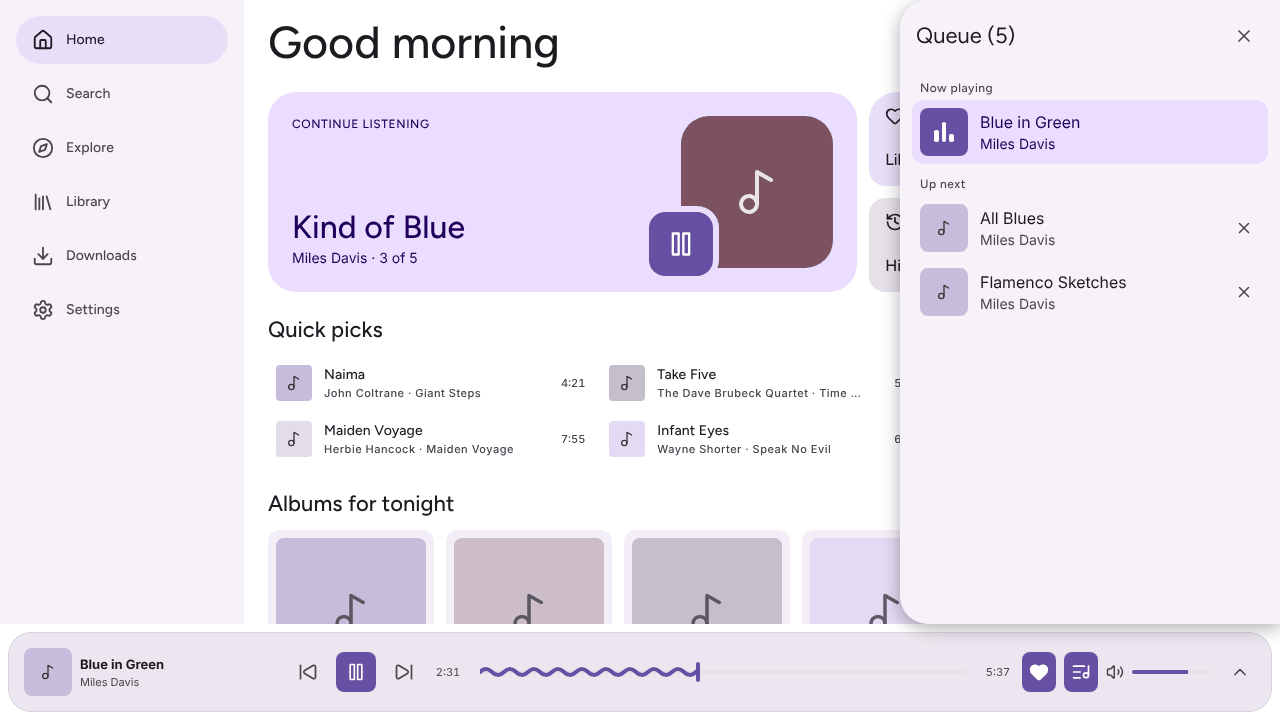 Home
Search
Explore
Library
Downloads
Settings
Good morning
CONTINUE LISTENING
Kind of Blue
Miles Davis · 3 of 5
Quick picks
Naima
John Coltrane · Giant Steps
4:21
Take Five
The Dave Brubeck Quartet · Time ...
Maiden Voyage
Herbie Hancock · Maiden Voyage
7:55
Infant Eyes
Wayne Shorter · Speak No Evil
Albums for tonight
Queue (5)
Now playing
Blue in Green
Miles Davis
Up next
All Blues
Miles Davis
Flamenco Sketches
Miles Davis
Blue in Green
Miles Davis
2:31
5:37